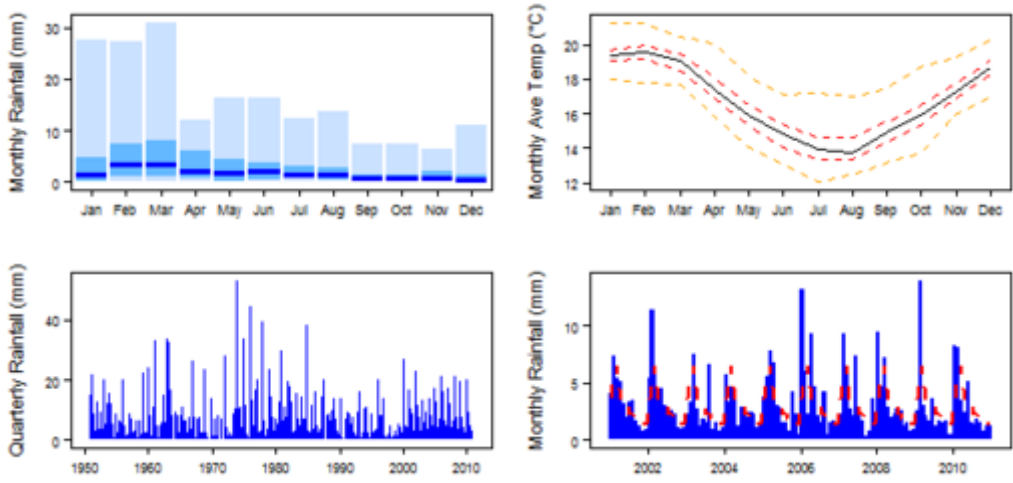 Monthly Rainfall (mm)
30
20
10
0
Jan Feb Mar Apr May Jun Jul Aug Sep Oct Nov Dec
Monthly Ave Temp (°C)
20
18
16
14
12
Jan Feb Mar Apr May Jun Jul Aug Sep Oct Nov Dec
Quarterly Rainfall (mm)
40
20
0
1950 1960 1970 1980 1990 2000 2010
Monthly Rainfall (mm)
10
5
0
2002 2004 2006 2008 2010